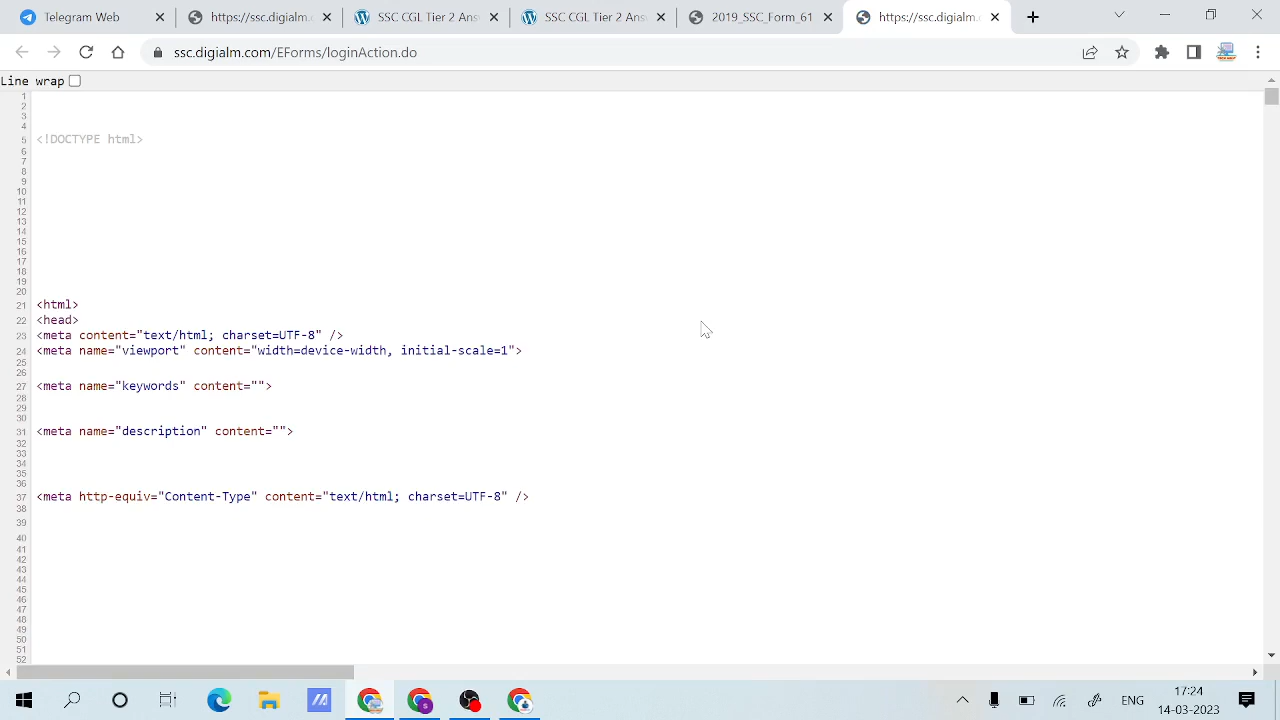 Telegram Web
https://ssc.digialm.
SSC CGL Tier 2 Ans
SSC CGL Tier 2 Ans
C_SSC_Form_61
https://ssc.digialm.
ssc.digialm.com/EForms/loginAction.do
Line wrap
1
2
3
4
5 <!DOCTYPE html>
6
7
8
9
10
11
12
13
14
15
16
17
18
19
20
21 <html>
22 <head>
23 <meta content="text/html; charset=UTF-8" />
24 <meta name="viewport" content="width=device-width, initial-scale=1">
25
26
27 <meta name="keywords" content="">
28
29
30
31 <meta name="description" content="">
32
33
34
35
36
37 <meta http-equiv="Content-Type" content="text/html; charset=UTF-8" />
38
39
40
41
42
43
44
45
46
47
48
49
50
51
52
ENG
17:24
14-03-2023